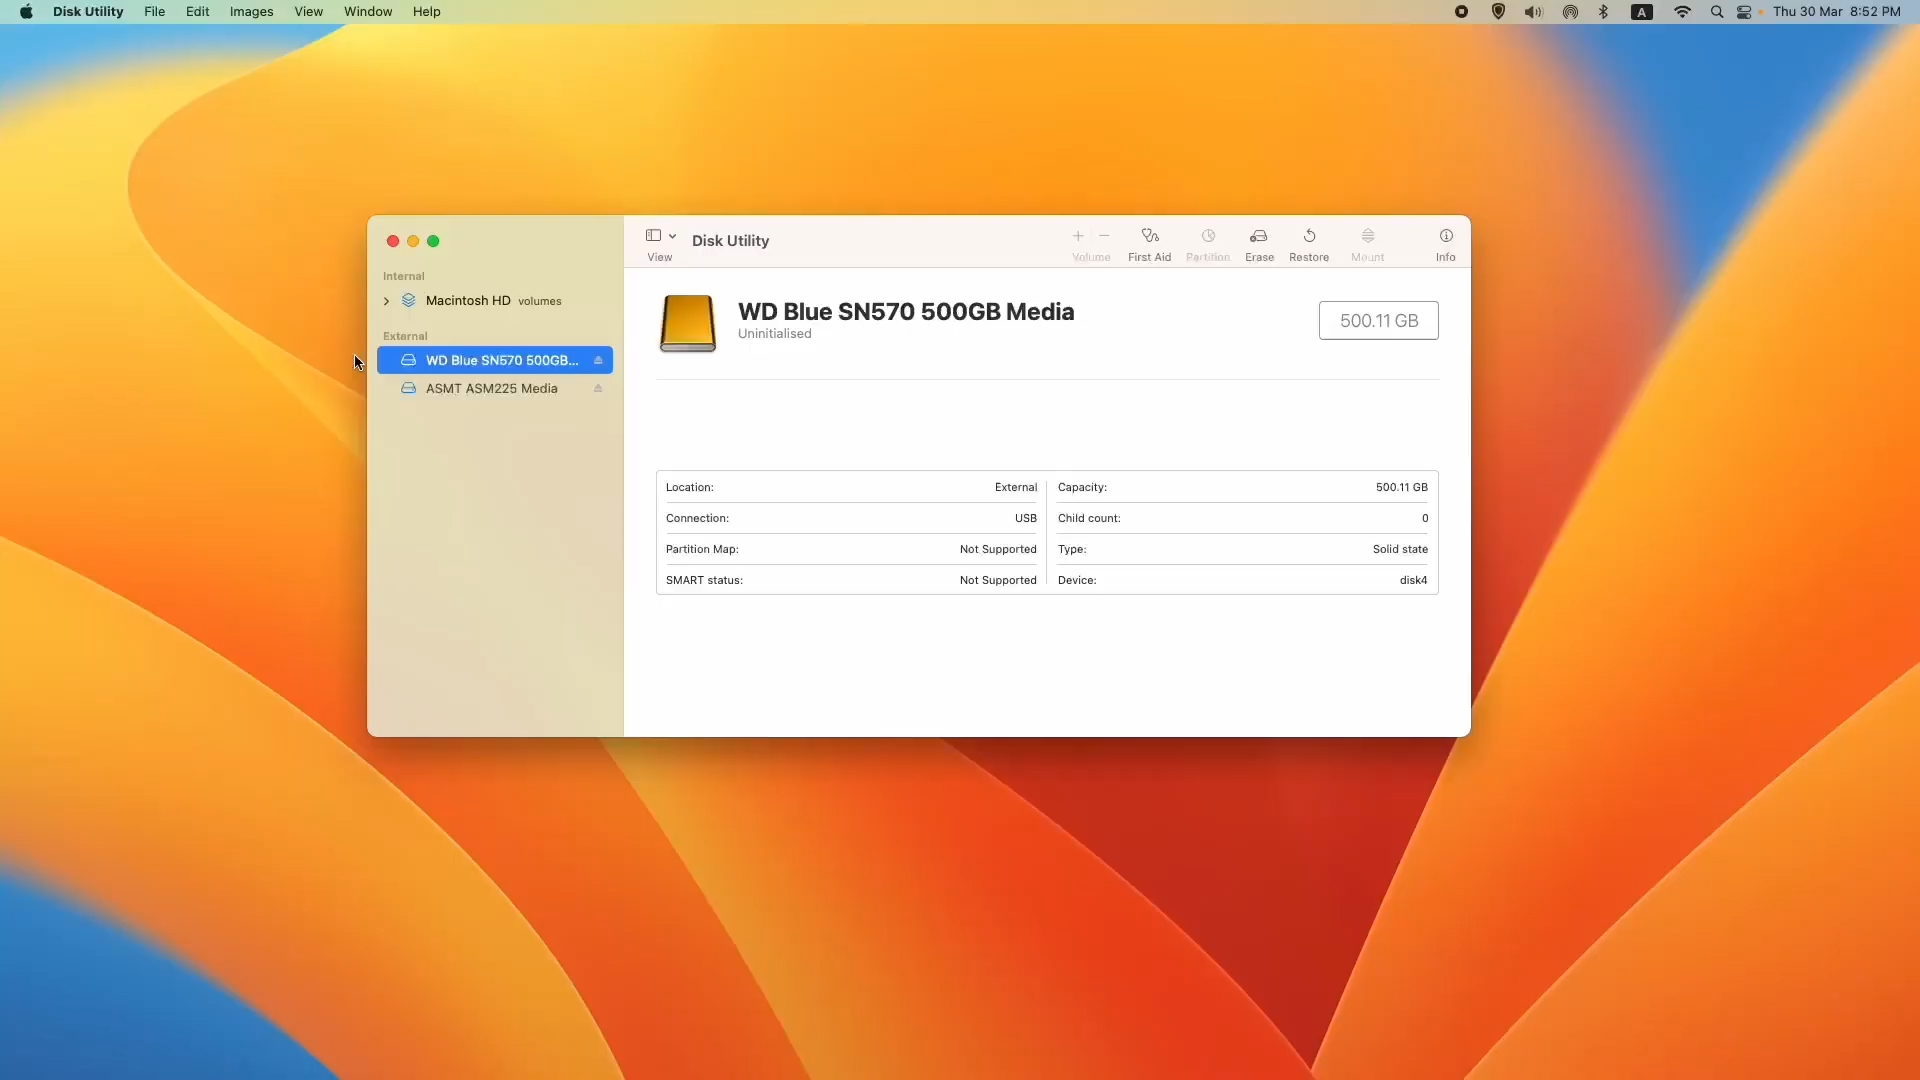 Disk Utility File Edit Images View Window Help A Thu 30 Mar 8:52 PM
Disk Utility
View
Volume First Aid Partition Erase Restore Mount Info
Internal
Macintosh HD volumes
External
WD Blue SN570 500GB...
ASMT ASM225 Media
WD Blue SN570 500GB Media
Uninitialised
500.11 GB
Location: External
Capacity: 500.11 GB
Connection: USB
Child count: 0
Partition Map: Not Supported
Type: Solid state
SMART status: Not Supported
Device: disk4